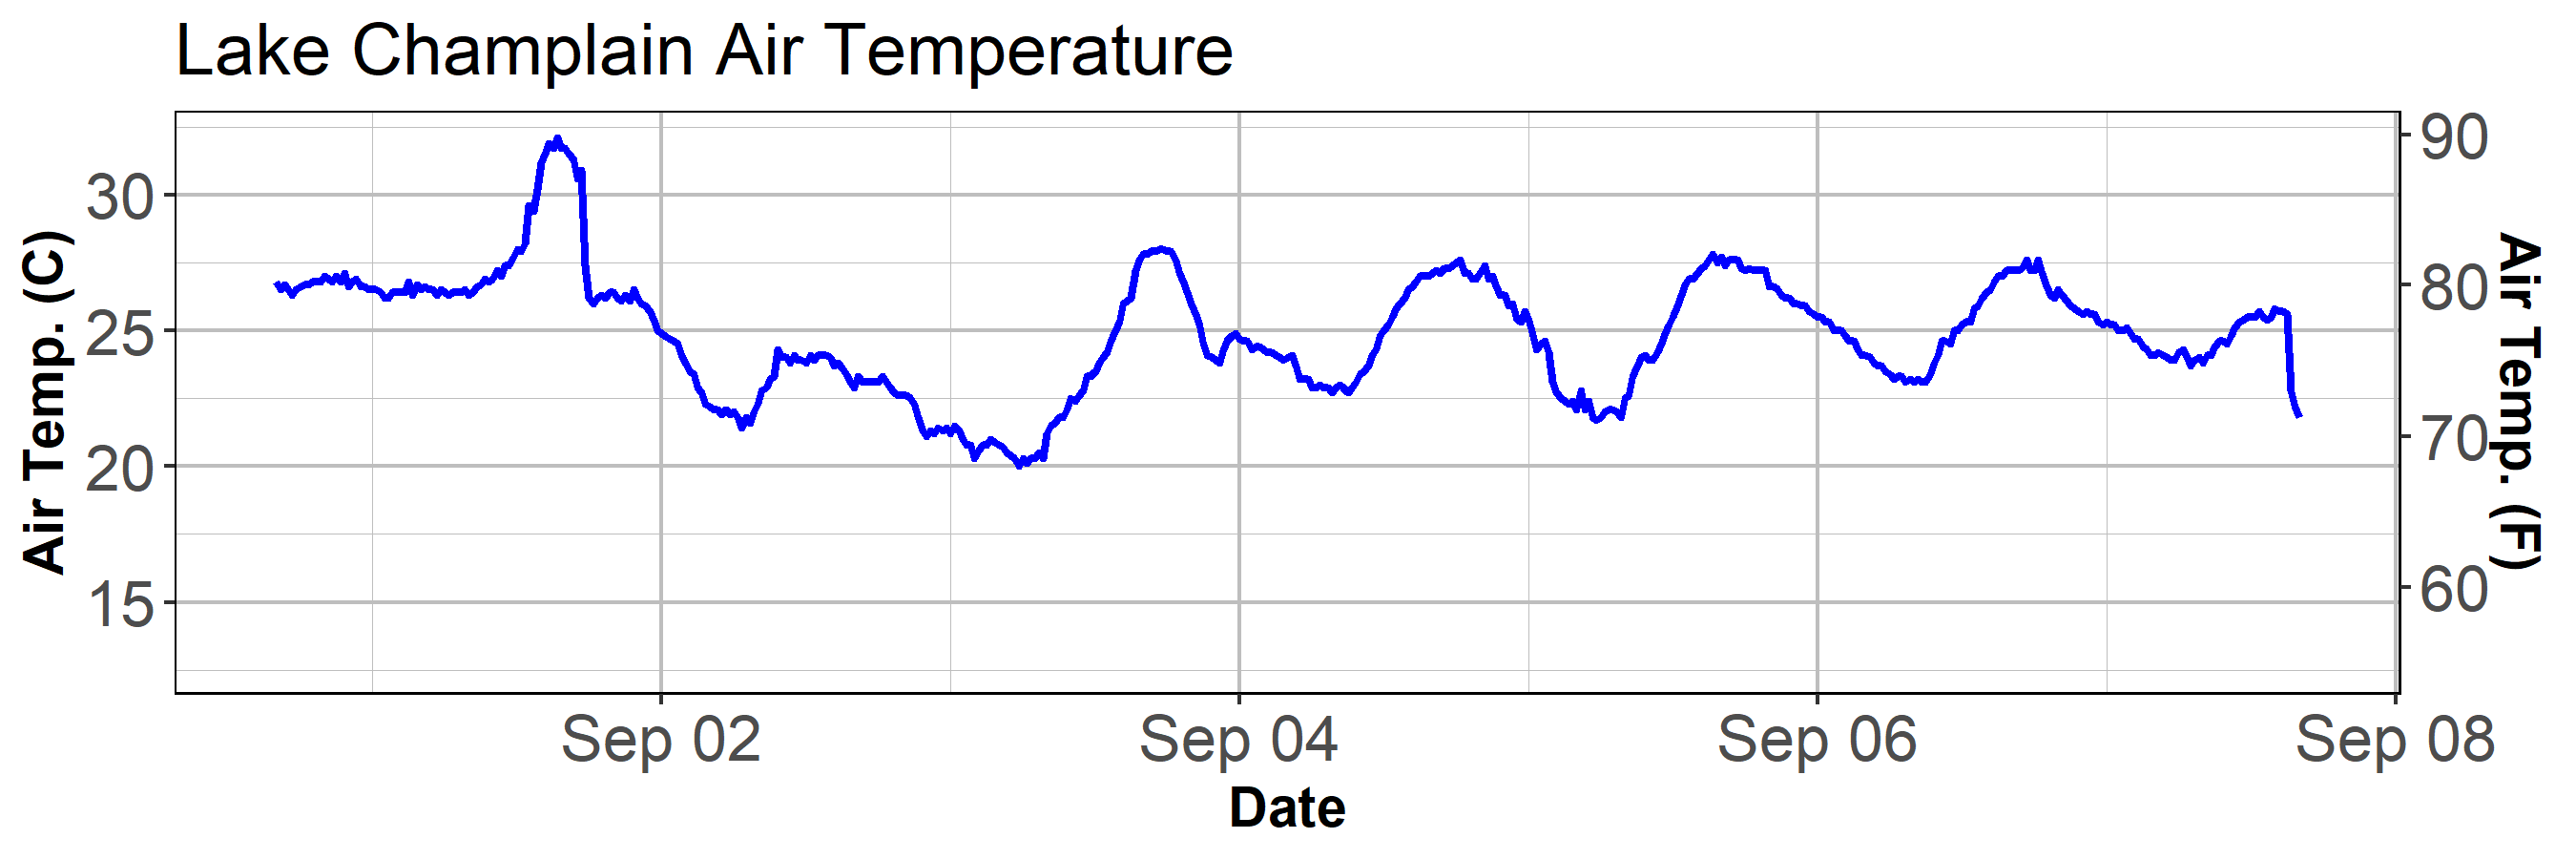 Lake Champlain Air Temperature
Air Temp. (C)
30
25
20
15
90
80
70
60
Air Temp. (F)
Sep 02 Sep 04 Sep 06 Sep 08
Date